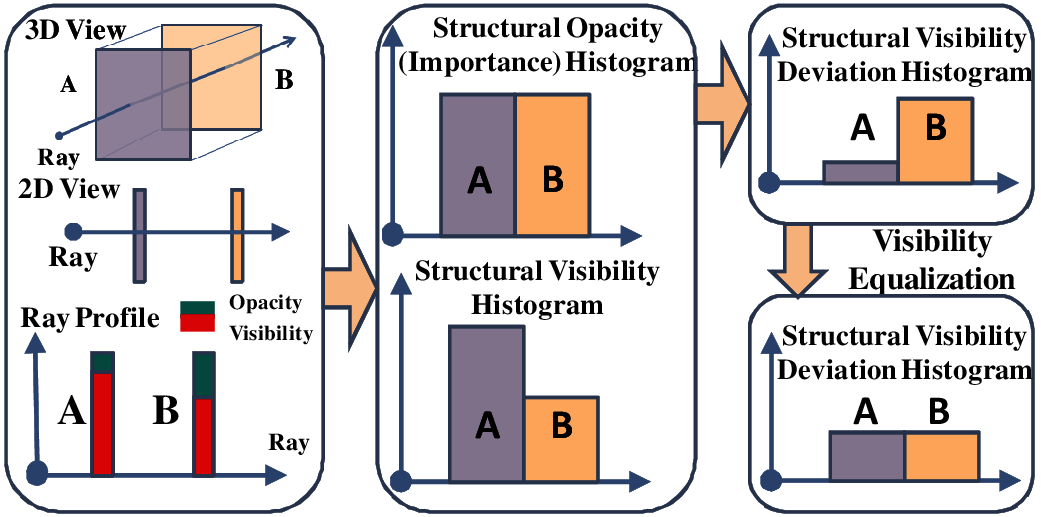 3D View
A
B
Ray
2D View
Ray
Ray Profile
Opacity
Visibility
A
B
Ray
Structural Opacity
(Importance) Histogram
A
B
Structural Visibility
Histogram
A
B
Structural Visibility
Deviation Histogram
A
B
Visibility
Equalization
Structural Visibility
Deviation Histogram
A
B